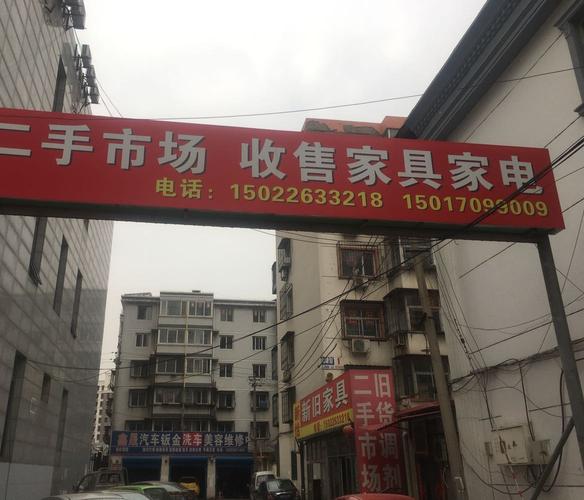 二手市场 收售家具家电
电话：15022633218 15017099009
新旧家具
旧货调剂
二手市场
鑫晟 汽车钣金洗车美容维修